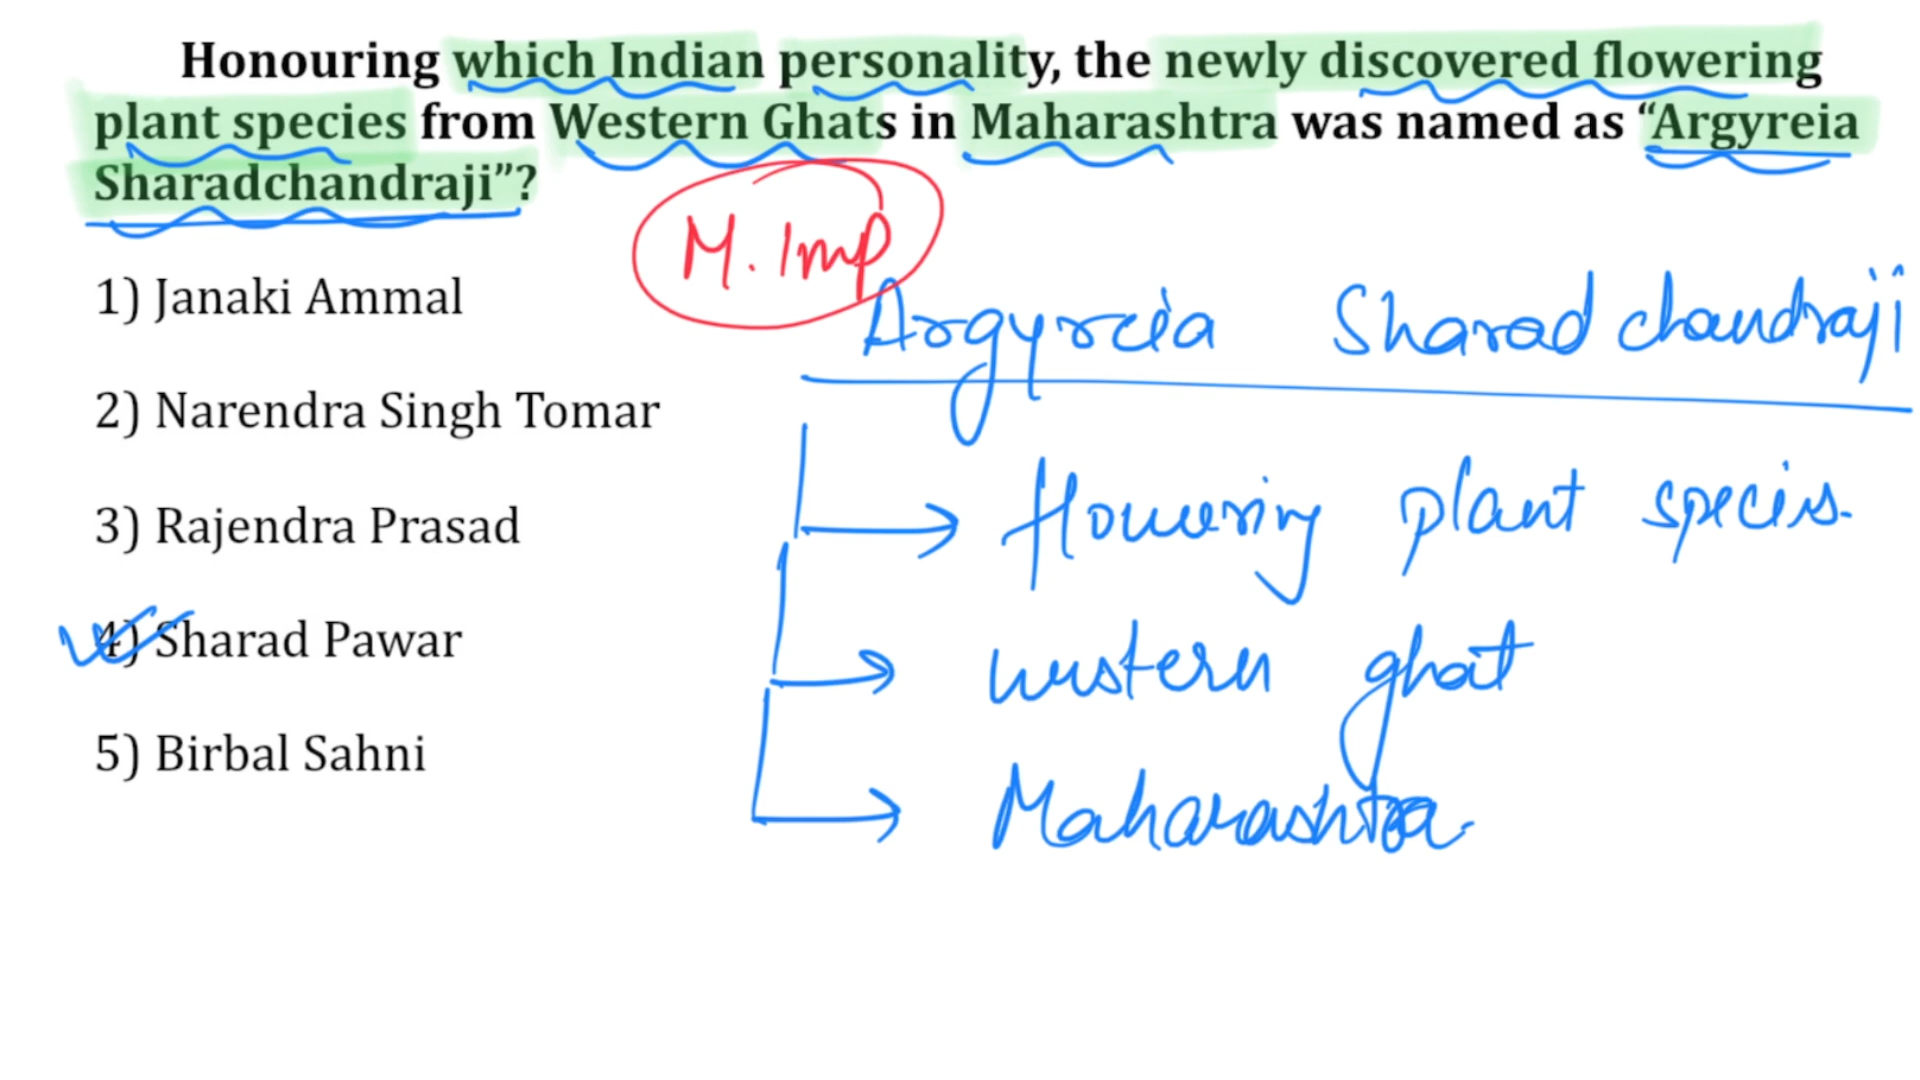 Honouring which Indian personality, the newly discovered flowering
plant species from Western Ghats in Maharashtra was named as “Argyreia
Sharadchandraji”?
M. Imp
1) Janaki Ammal
Argyreia Sharadchandraji
2) Narendra Singh Tomar
3) Rajendra Prasad
flowering plant species.
4) Sharad Pawar
western ghat
5) Birbal Sahni
Maharashtra